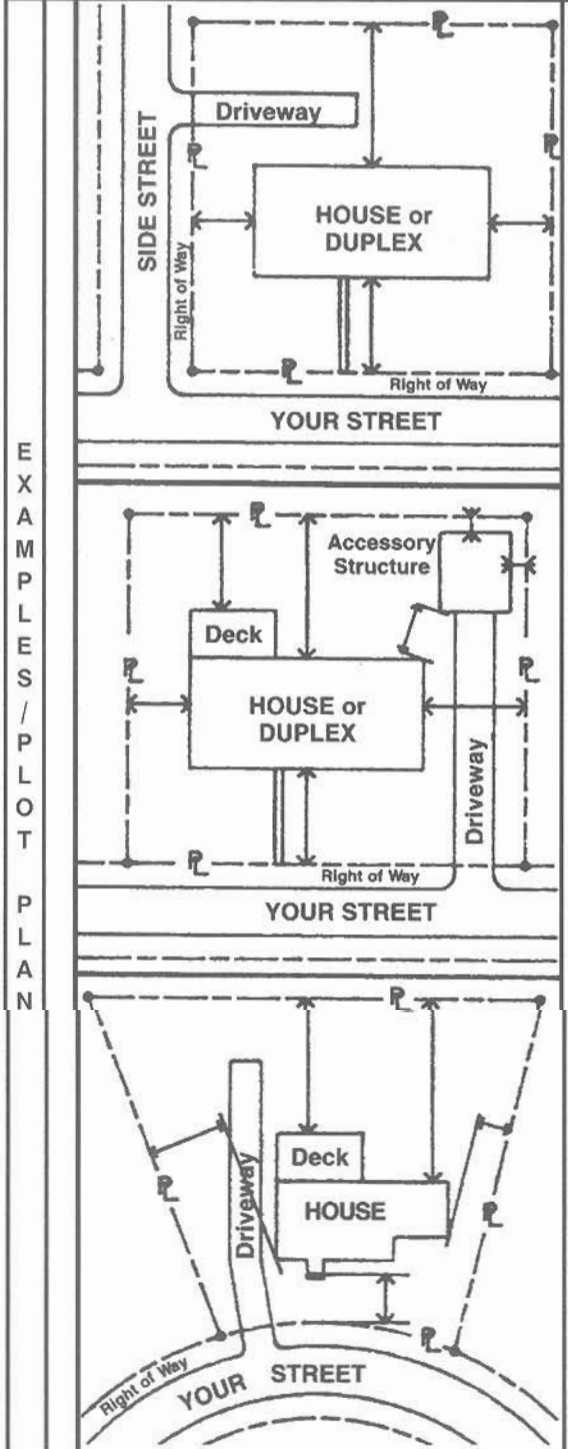 EXAMPLES/PLOT PLAN
PL
Driveway
SIDE STREET
PL
PL
HOUSE or
DUPLEX
Right of Way
PL
Right of Way
YOUR STREET
PL
Accessory
Structure
Deck
PL
PL
HOUSE or
DUPLEX
Driveway
PL
Right of Way
YOUR STREET
PL
Deck
Driveway
PL
HOUSE
PL
PL
Right of Way
YOUR STREET